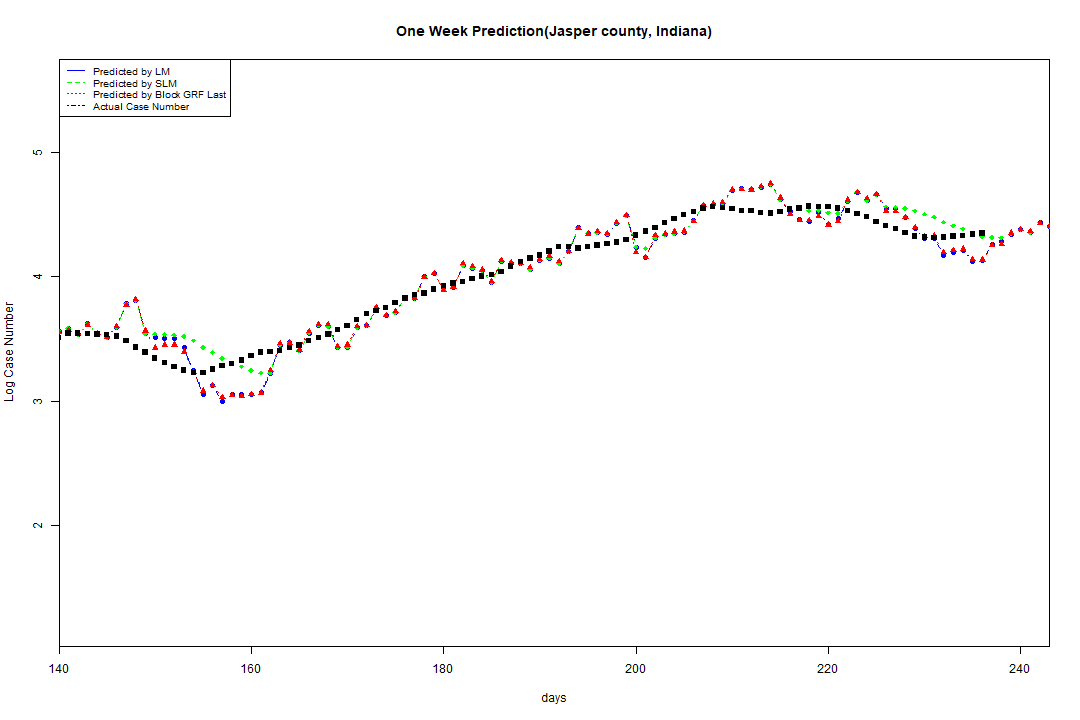 One Week Prediction(Jasper county, Indiana)
Predicted by LM
Predicted by SLM
Predicted by Block GRF Last
Actual Case Number
5
4
3
2
Log Case Number
140 160 180 200 220 240
days